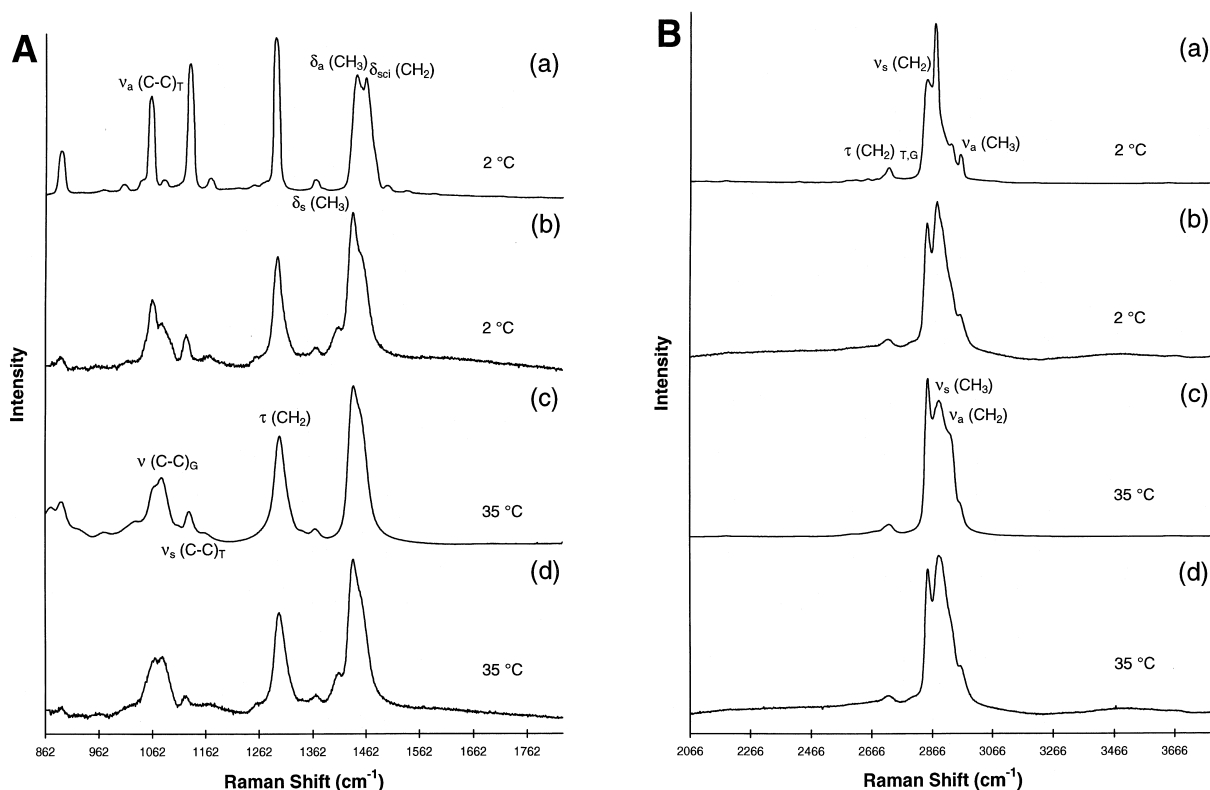 A
(a)
νa (C-C)T
δa (CH3)
δsci (CH2)
2 °C
δs (CH3)
(b)
2 °C
(c)
τ (CH2)
ν (C-C)G
35 °C
νs (C-C)T
(d)
35 °C
Intensity
862 962 1062 1162 1262 1362 1462 1562 1662 1762
Raman Shift (cm-1)
B
(a)
νs (CH2)
τ (CH2) T,G
νa (CH3)
2 °C
(b)
2 °C
(c)
νs (CH3)
νa (CH2)
35 °C
(d)
35 °C
Intensity
2066 2266 2466 2666 2866 3066 3266 3466 3666
Raman Shift (cm-1)